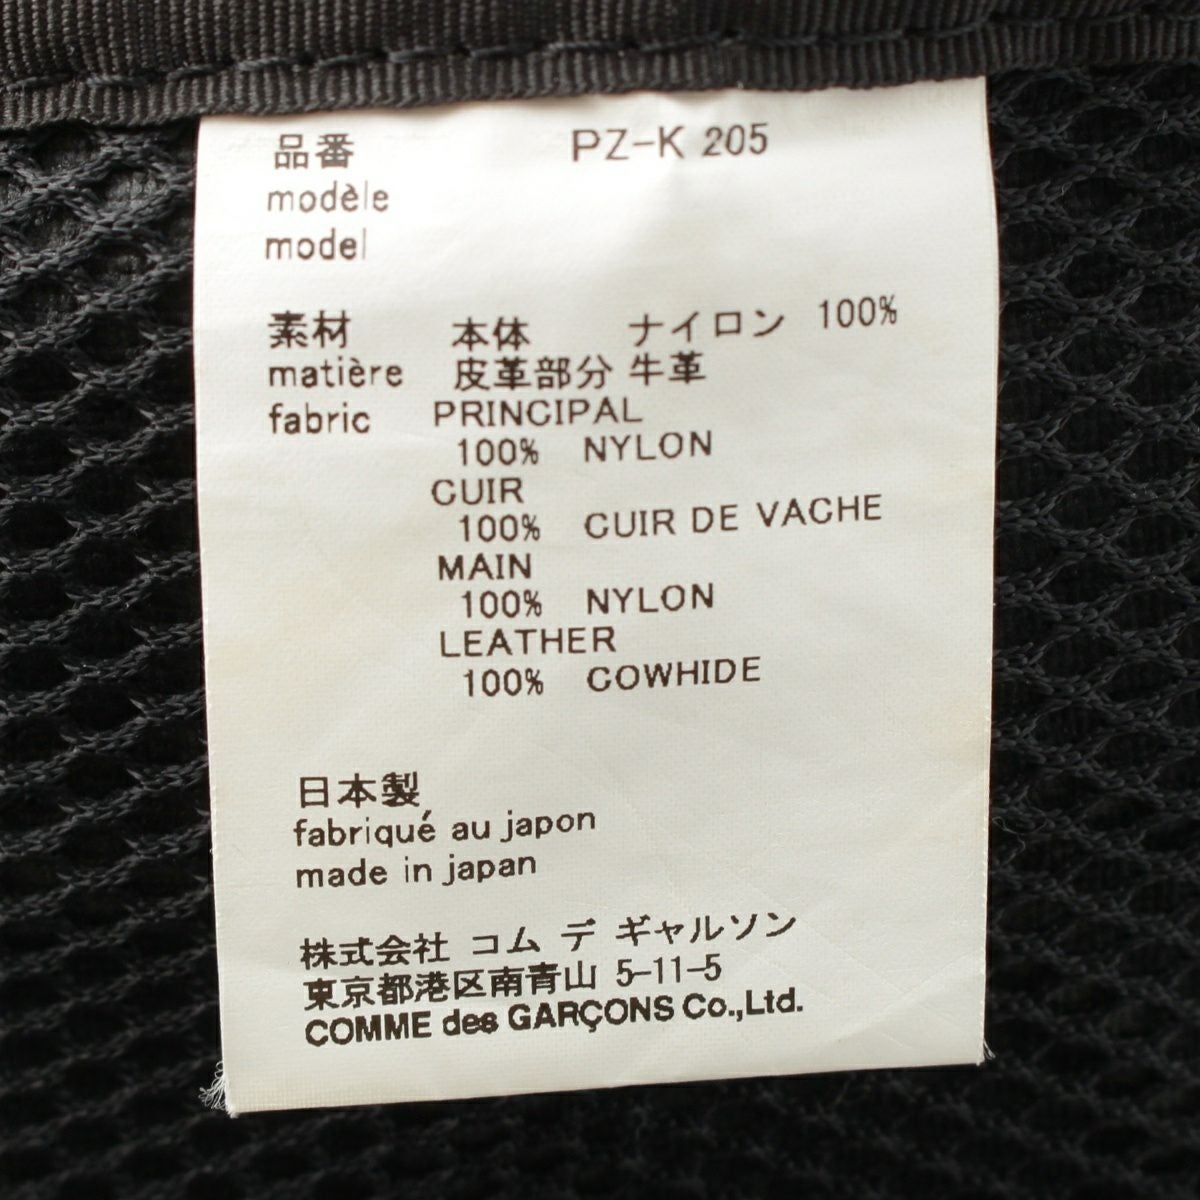 品番 PZ-K 205
modèle
model
素材 本体 ナイロン 100%
matière 皮革部分 牛革
fabric PRINCIPAL
100% NYLON
CUIR
100% CUIR DE VACHE
MAIN
100% NYLON
LEATHER
100% COWHIDE
日本製
fabriqué au japon
made in japan
株式会社 コム デ ギャルソン
東京都港区南青山 5-11-5
COMME des GARÇONS Co.,Ltd.